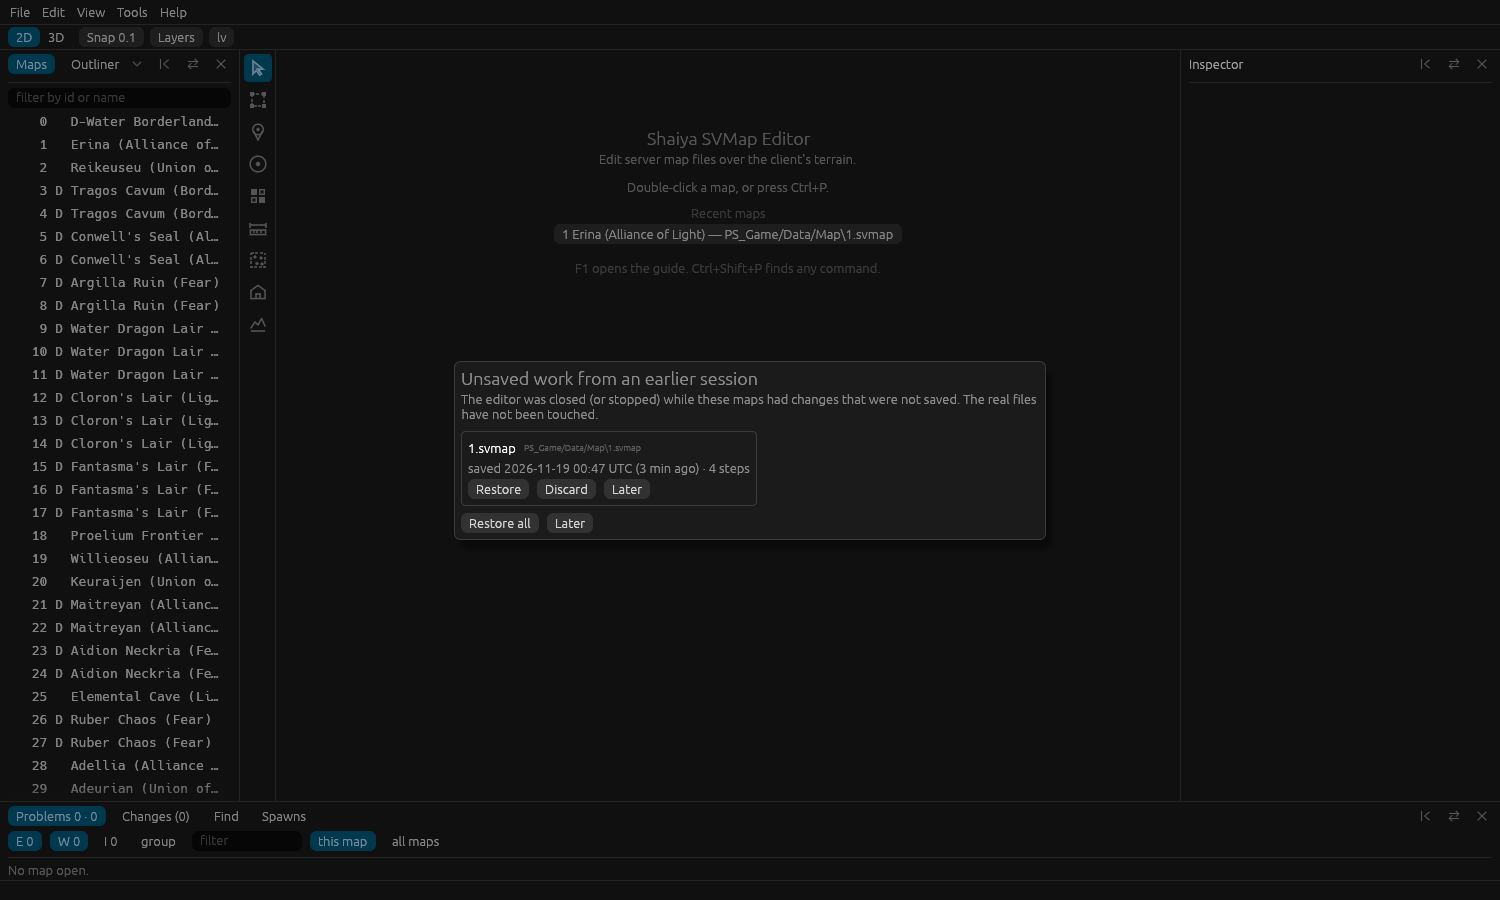 File Edit View Tools Help
2D 3D Snap 0.1 Layers lv
Maps Outliner
filter by id or name
0 D-Water Borderland…
1 Erina (Alliance of…
2 Reikeuseu (Union o…
3 D Tragos Cavum (Bord…
4 D Tragos Cavum (Bord…
5 D Conwell's Seal (Al…
6 D Conwell's Seal (Al…
7 D Argilla Ruin (Fear)
8 D Argilla Ruin (Fear)
9 D Water Dragon Lair …
10 D Water Dragon Lair …
11 D Water Dragon Lair …
12 D Cloron's Lair (Lig…
13 D Cloron's Lair (Lig…
14 D Cloron's Lair (Lig…
15 D Fantasma's Lair (F…
16 D Fantasma's Lair (F…
17 D Fantasma's Lair (F…
18 Proelium Frontier …
19 Willieoseu (Allian…
20 Keuraijen (Union o…
21 D Maitreyan (Allianc…
22 D Maitreyan (Allianc…
23 D Aidion Neckria (Fe…
24 D Aidion Neckria (Fe…
25 Elemental Cave (Li…
26 D Ruber Chaos (Fear)
27 D Ruber Chaos (Fear)
28 Adellia (Alliance …
29 Adeurian (Union of…
Shaiya SVMap Editor
Edit server map files over the client's terrain.
Double-click a map, or press Ctrl+P.
Recent maps
1 Erina (Alliance of Light) — PS_Game/Data/Map\1.svmap
F1 opens the guide. Ctrl+Shift+P finds any command.
Unsaved work from an earlier session
The editor was closed (or stopped) while these maps had changes that were not saved. The real files
have not been touched.
1.svmap PS_Game/Data/Map\1.svmap
saved 2026-11-19 00:47 UTC (3 min ago) · 4 steps
Restore Discard Later
Restore all Later
Inspector
Problems 0 · 0 Changes (0) Find Spawns
E 0 W 0 I 0 group filter this map all maps
No map open.